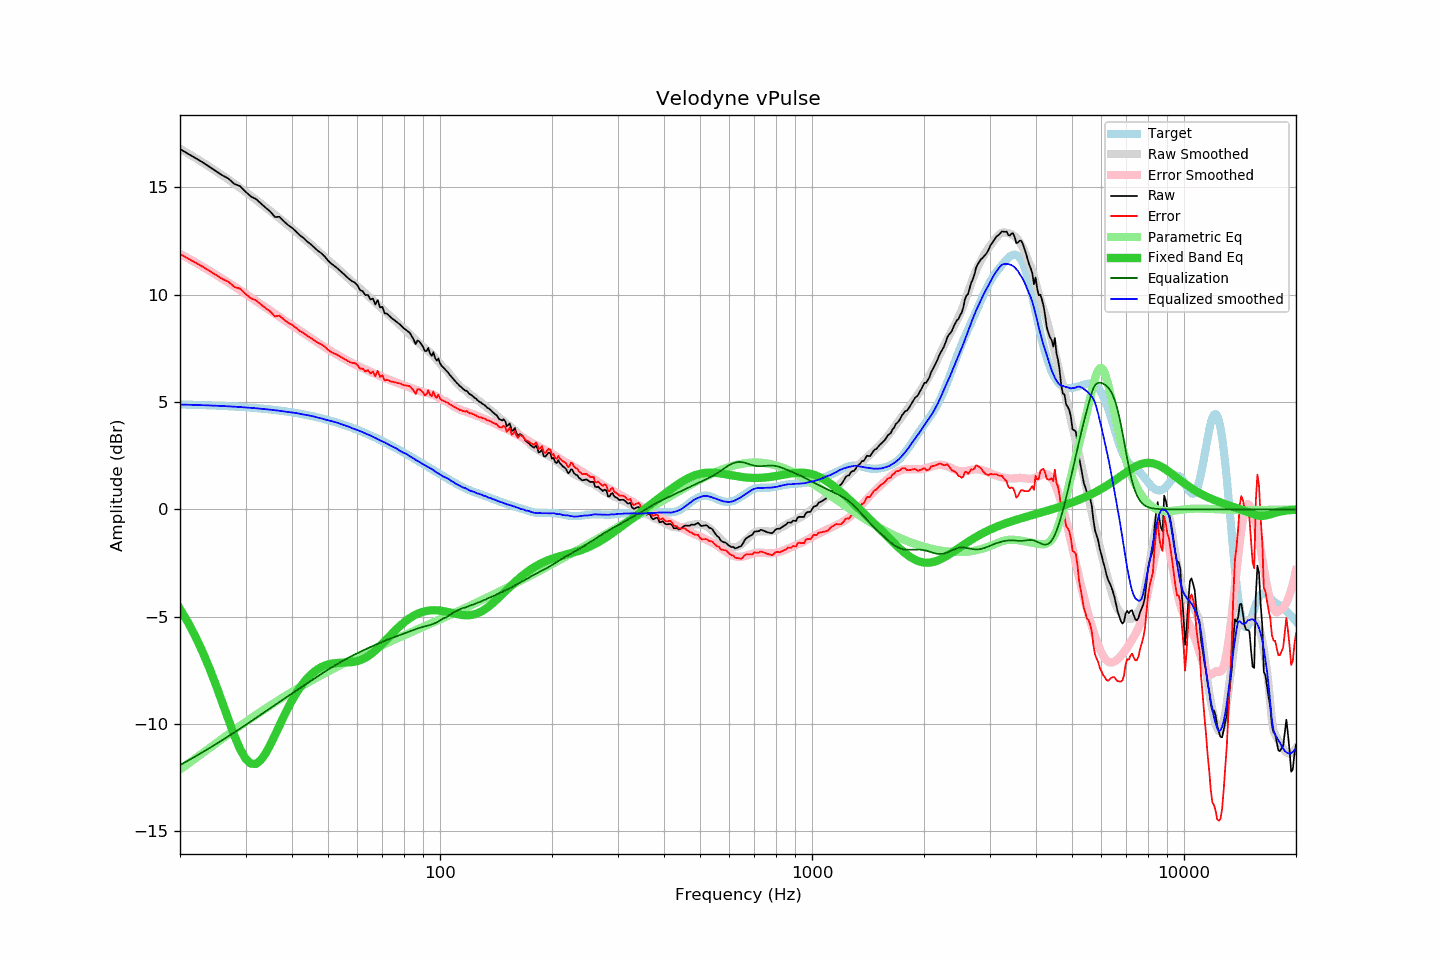 Velodyne vPulse
Target
Raw Smoothed
Error Smoothed
Raw
Error
Parametric Eq
Fixed Band Eq
Equalization
Equalized smoothed
Amplitude (dBr)
15
10
5
0
−5
−10
−15
100
1000
10000
Frequency (Hz)